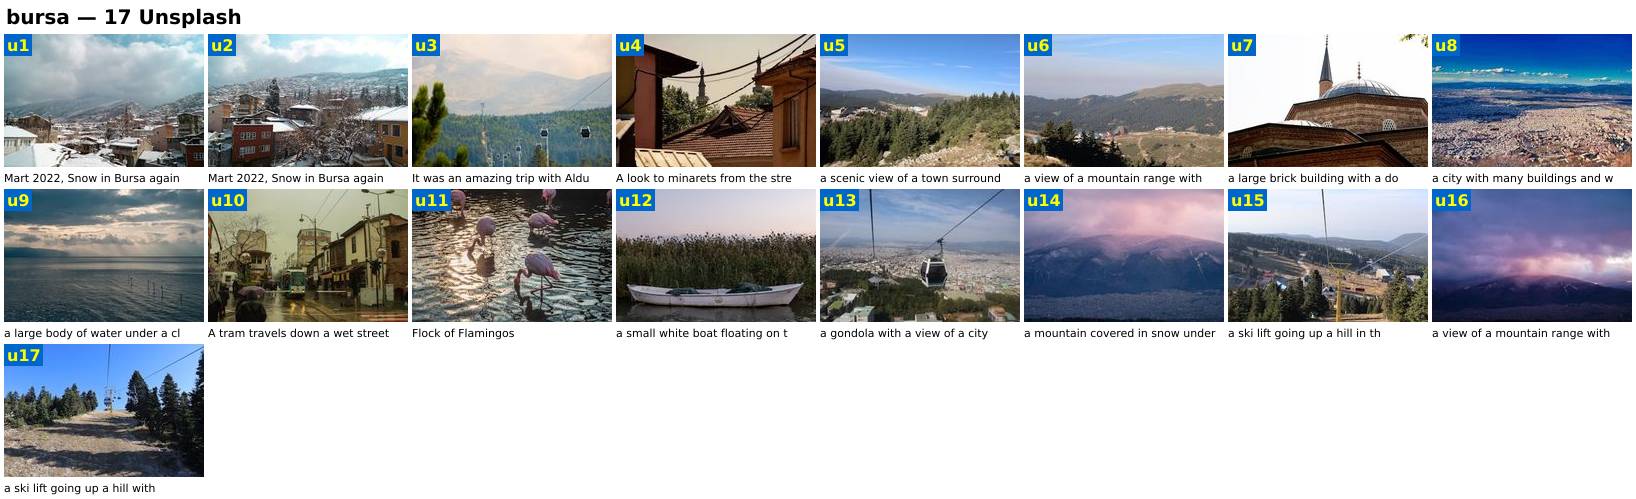 bursa — 17 Unsplash
u1
u2
u3
u4
u5
u6
u7
u8
Mart 2022, Snow in Bursa again
Mart 2022, Snow in Bursa again
It was an amazing trip with Aldu
A look to minarets from the stre
a scenic view of a town surround
a view of a mountain range with
a large brick building with a do
a city with many buildings and w
u9
u10
u11
u12
u13
u14
u15
u16
a large body of water under a cl
A tram travels down a wet street
Flock of Flamingos
a small white boat floating on t
a gondola with a view of a city
a mountain covered in snow under
a ski lift going up a hill in th
a view of a mountain range with
u17
a ski lift going up a hill with